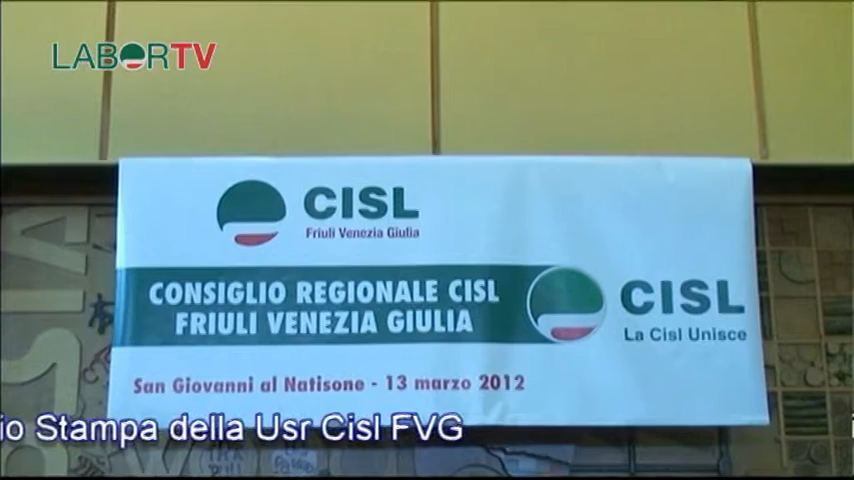 LABORTV
CISL
Friuli Venezia Giulia
CONSIGLIO REGIONALE CISL
FRIULI VENEZIA GIULIA
CISL
La Cisl Unisce
San Giovanni al Natisone - 13 marzo 2012
io Stampa della Usr Cisl FVG